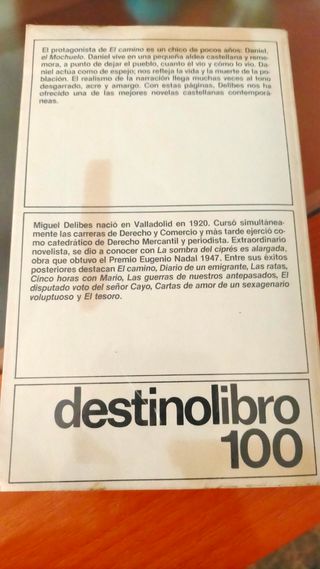 El protagonista de El camino es un chico de pocos años: Daniel,
el Mochuelo. Daniel vive en una pequeña aldea castellana y reme-
mora, a punto de dejar el pueblo, cuanto él vio y cómo lo vio. Da-
niel actúa como de espejo; nos refleja la vida y la muerte de la po-
blación. El realismo de la narración llega muchas veces al tono
desgarrado, acre y amargo. Con estas páginas, Delibes nos ha
ofrecido una de las mejores novelas castellanas contemporá-
neas.
Miguel Delibes nació en Valladolid en 1920. Cursó simultánea-
mente las carreras de Derecho y Comercio y más tarde ejerció co-
mo catedrático de Derecho Mercantil y periodista. Extraordinario
novelista, se dio a conocer con La sombra del ciprés es alargada,
obra que obtuvo el Premio Eugenio Nadal 1947. Entre sus éxitos
posteriores destacan El camino, Diario de un emigrante, Las ratas,
Cinco horas con Mario, Las guerras de nuestros antepasados, El
disputado voto del señor Cayo, Cartas de amor de un sexagenario
voluptuoso y El tesoro.
destinolibro
100